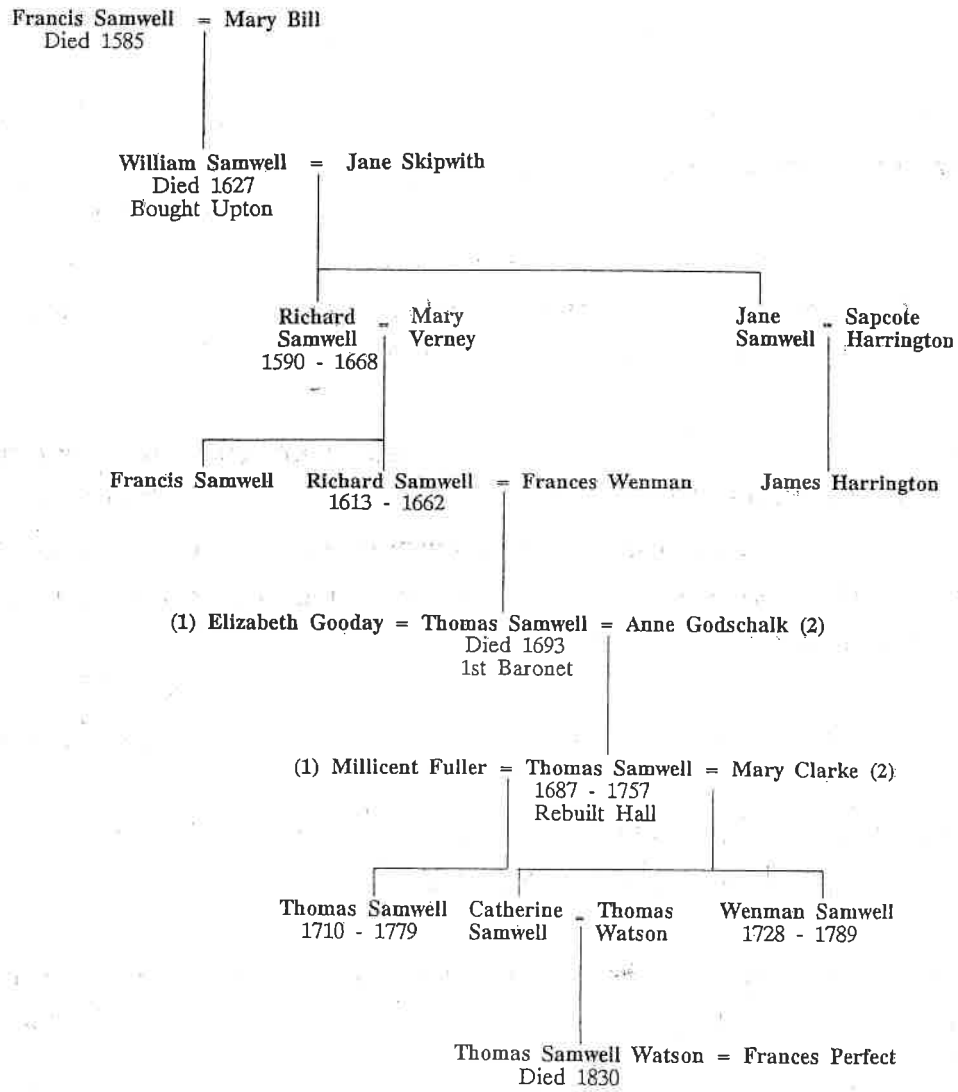 Francis Samwell = Mary Bill
Died 1585
William Samwell = Jane Skipwith
Died 1627
Bought Upton
Richard = Mary
Samwell Verney
1590 - 1668
Jane = Sapcote
Samwell Harrington
Francis Samwell
Richard Samwell = Frances Wenman
1613 - 1662
James Harrington
(1) Elizabeth Gooday = Thomas Samwell = Anne Godschalk (2)
Died 1693
1st Baronet
(1) Millicent Fuller = Thomas Samwell = Mary Clarke (2)
1687 - 1757
Rebuilt Hall
Thomas Samwell
1710 - 1779
Catherine = Thomas
Samwell Watson
Wenman Samwell
1728 - 1789
Thomas Samwell Watson = Frances Perfect
Died 1830